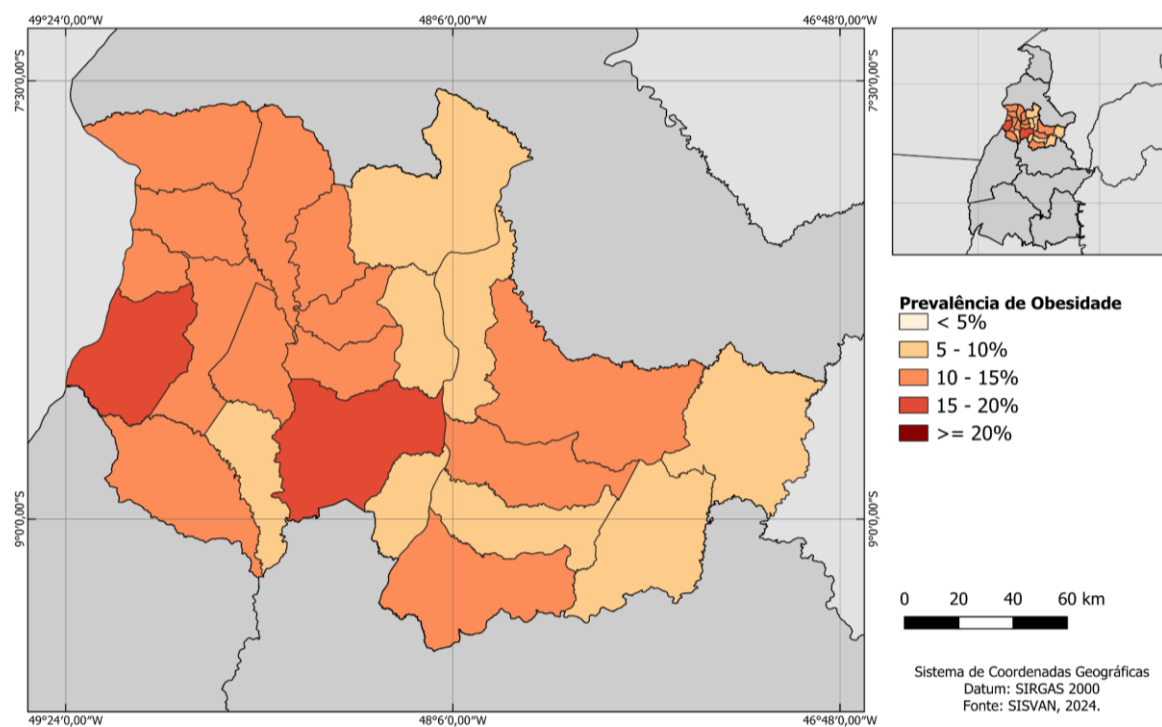 49°24′0,00″W
48°6′0,00″W
46°48′0,00″W
7°30′0,00″S
7°30′0,00″S
Prevalência de Obesidade
< 5%
5 - 10%
10 - 15%
15 - 20%
>= 20%
9°0′0,00″S
9°0′0,00″S
0 20 40 60 km
Sistema de Coordenadas Geográficas
Datum: SIRGAS 2000
Fonte: SISVAN, 2024.
49°24′0,00″W
48°6′0,00″W
46°48′0,00″W